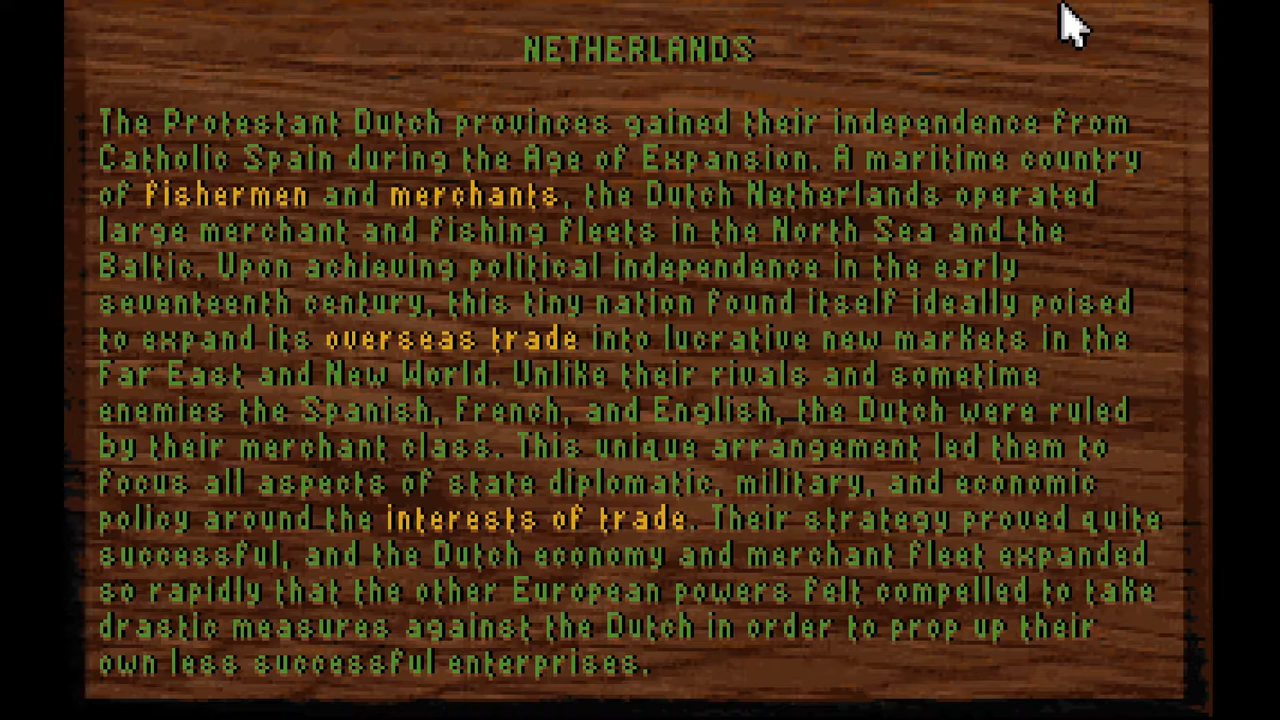 NETHERLANDS
The Protestant Dutch provinces gained their independence from
Catholic Spain during the Age of Expansion. A maritime country
of fishermen and merchants, the Dutch Netherlands operated
large merchant and fishing fleets in the North Sea and the
Baltic. Upon achieving political independence in the early
seventeenth century, this tiny nation found itself ideally poised
to expand its overseas trade into lucrative new markets in the
Far East and New World. Unlike their rivals and sometime
enemies the Spanish, French, and English, the Dutch were ruled
by their merchant class. This unique arrangement led them to
focus all aspects of state diplomatic, military, and economic
policy around the interests of trade. Their strategy proved quite
successful, and the Dutch economy and merchant fleet expanded
so rapidly that the other European powers felt compelled to take
drastic measures against the Dutch in order to prop up their
own less successful enterprises.